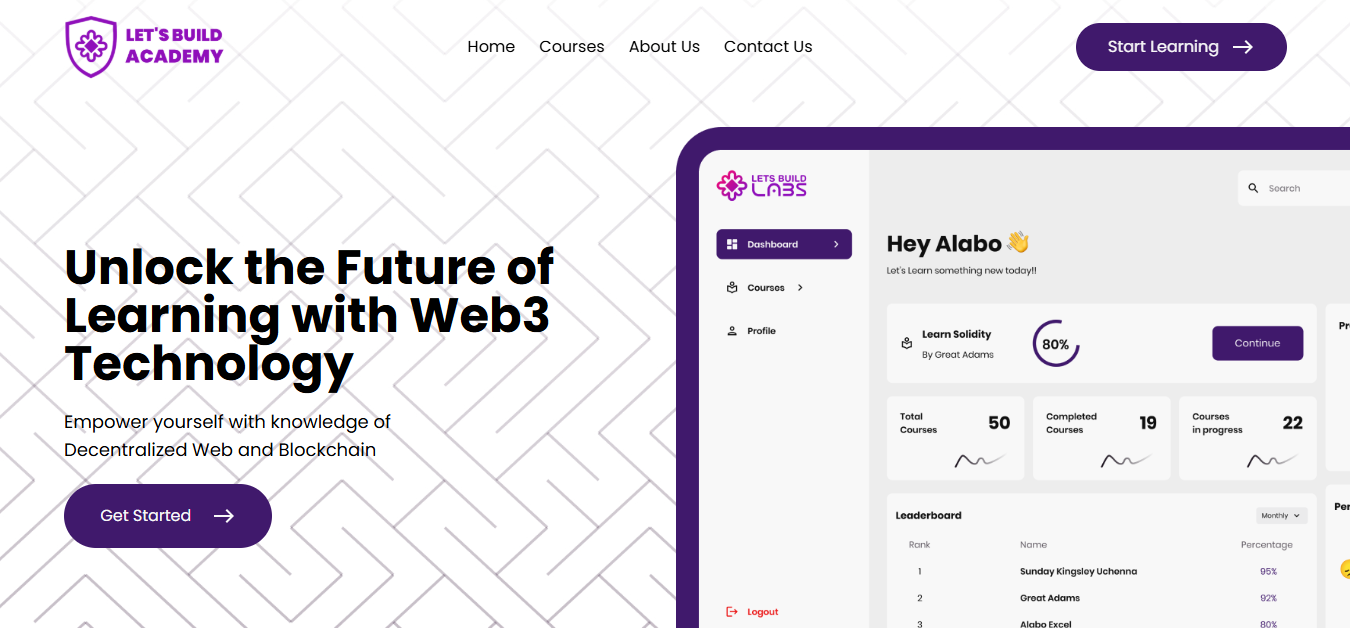 LET'S BUILD
ACADEMY
Home Courses About Us Contact Us
Start Learning
Unlock the Future of
Learning with Web3
Technology
Empower yourself with knowledge of
Decentralized Web and Blockchain
Get Started
LETS BUILD
LABS
Search
Dashboard
Courses
Profile
Logout
Hey Alabo 👋
Let's Learn something new today!!
Learn Solidity
By Great Adams
80%
Continue
Total
Courses
50
Completed
Courses
19
Courses
in progress
22
Leaderboard
Monthly
Rank Name Percentage
1 Sunday Kingsley Uchenna 95%
2 Great Adams 92%
3 Alabo Excel 80%